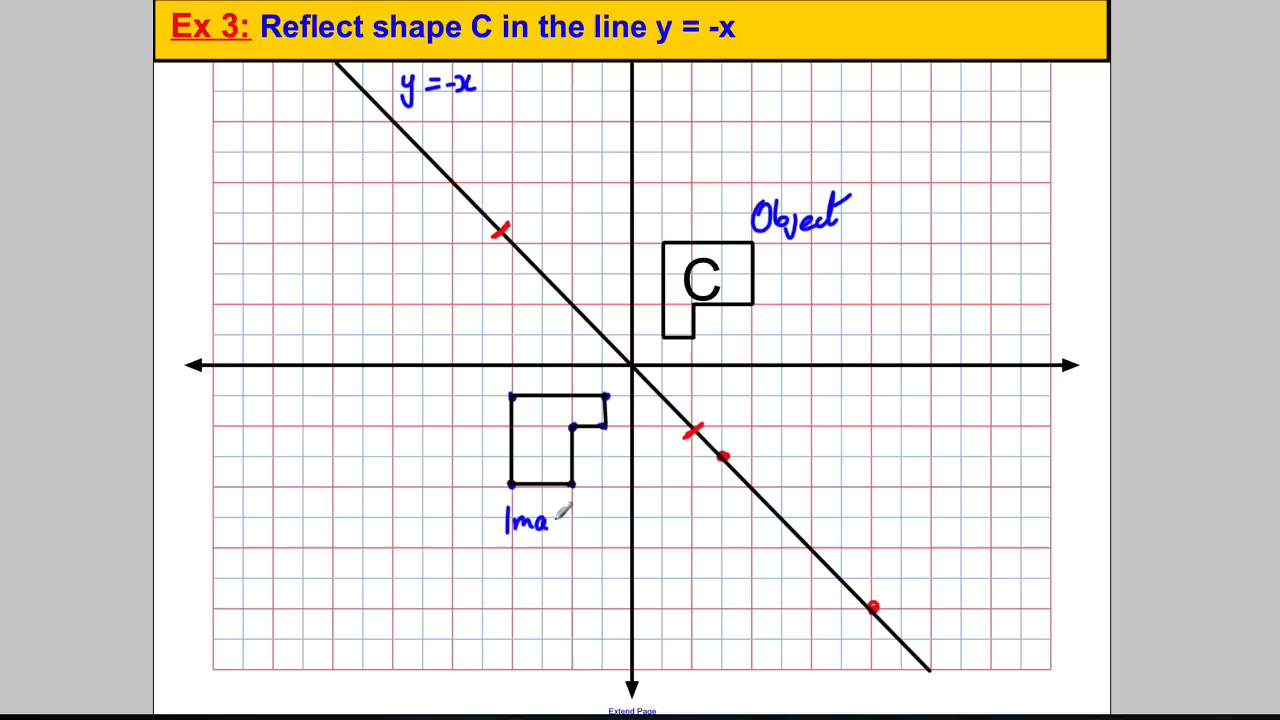 Ex 3: Reflect shape C in the line y = -x
y = -x
Object
C
Ima
Extend Page